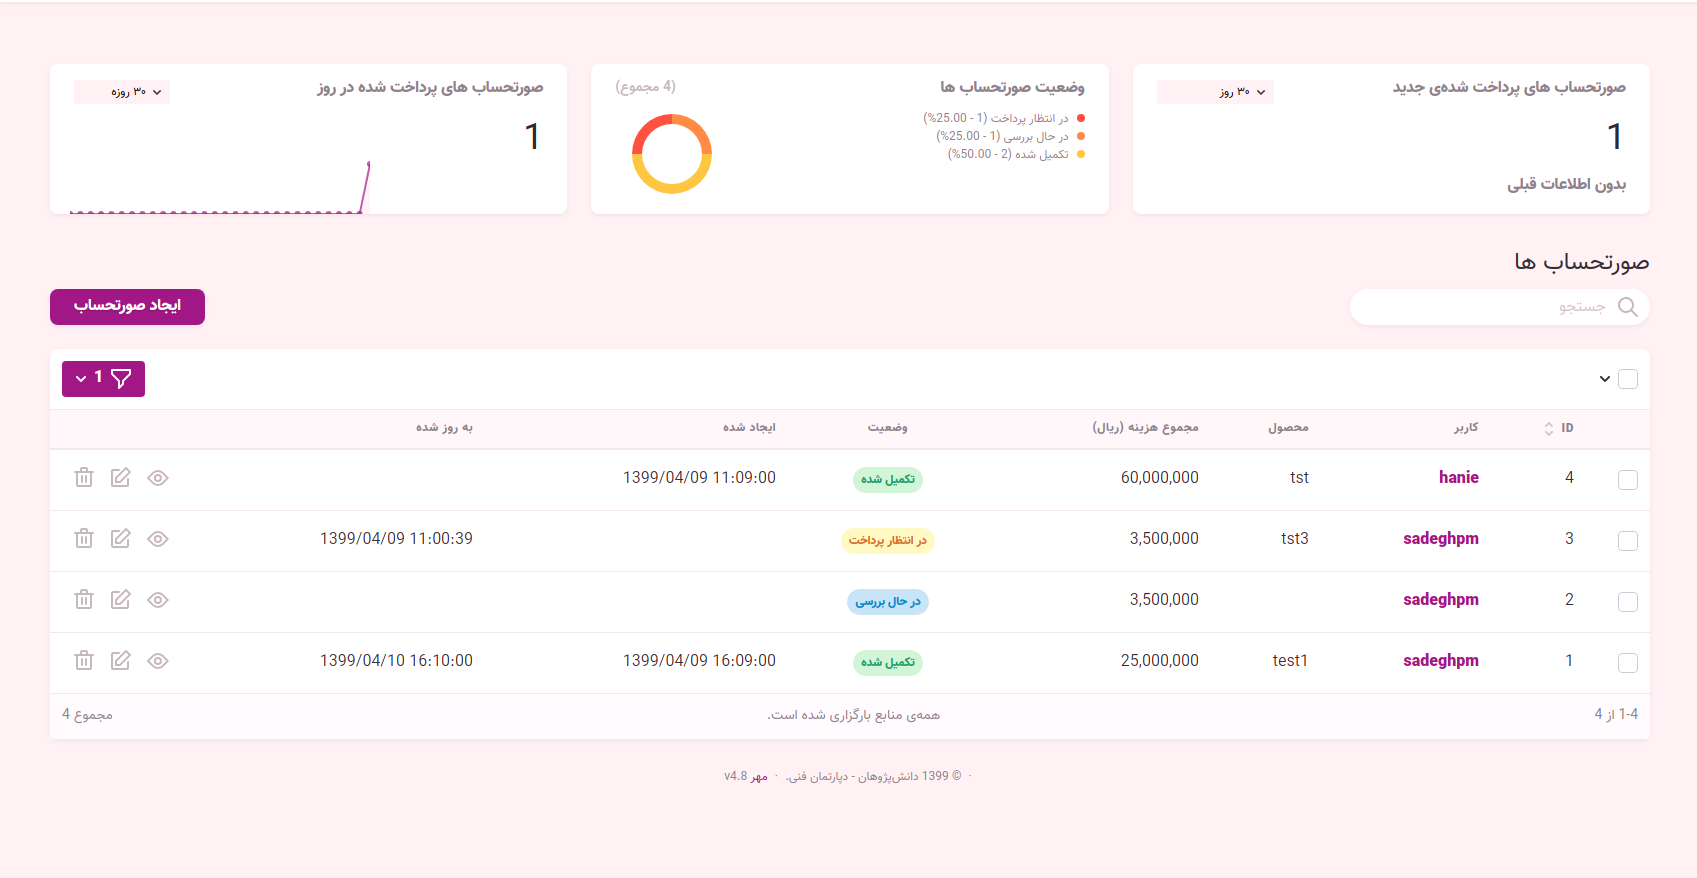 صورتحساب های پرداخت شده‌ی جدید
۳۰ روز
1
بدون اطلاعات قبلی
وضعیت صورتحساب ها
(4 مجموع)
در انتظار پرداخت (1 - 25.00%)
در حال بررسی (1 - 25.00%)
تکمیل شده (2 - 50.00%)
صورتحساب های پرداخت شده در روز
۳۰ روزه
1
صورتحساب ها
جستجو
ایجاد صورتحساب
1
ID کاربر محصول مجموع هزینه (ریال) وضعیت ایجاد شده به روز شده
4 hanie tst 60,000,000 تکمیل شده 1399/04/09 11:09:00
3 sadeghpm tst3 3,500,000 در انتظار پرداخت 1399/04/09 11:00:39
2 sadeghpm 3,500,000 در حال بررسی
1 sadeghpm test1 25,000,000 تکمیل شده 1399/04/09 16:09:00 1399/04/10 16:10:00
1-4 از 4 همه‌ی منابع بارگزاری شده است. مجموع 4
· © 1399 دانش‌پژوهان - دپارتمان فنی. · مهر v4.8